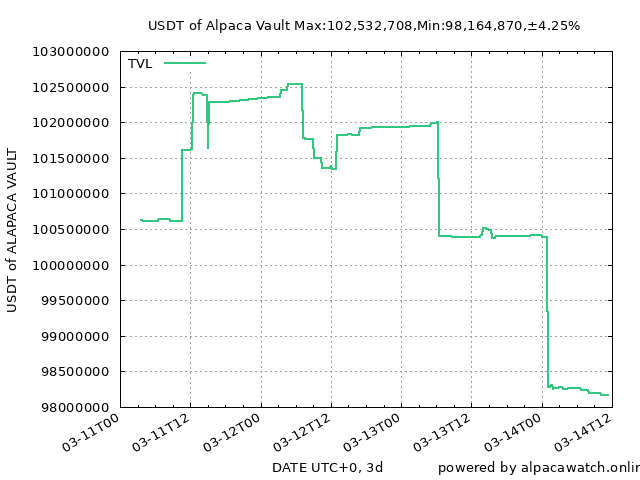 USDT of Alpaca Vault Max:102,532,708,Min:98,164,870,±4.25%
TVL
103000000
102500000
102000000
101500000
101000000
100500000
100000000
99500000
99000000
98500000
98000000
USDT of ALAPACA VAULT
03-11T00
03-11T12
03-12T00
03-12T12
03-13T00
03-13T12
03-14T00
03-14T12
DATE UTC+0, 3d
powered by alpacawatch.onlin